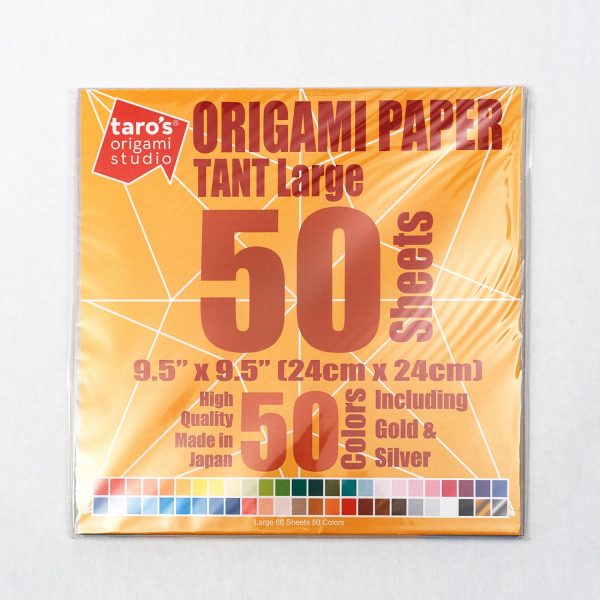 taro's®
origami
studio
ORIGAMI PAPER
TANT Large
50
Sheets
9.5” x 9.5” (24cm x 24cm)
High
Quality
Made in
Japan
50
Colors
Including
Gold &
Silver
Large 60 Sheets 50 Colors